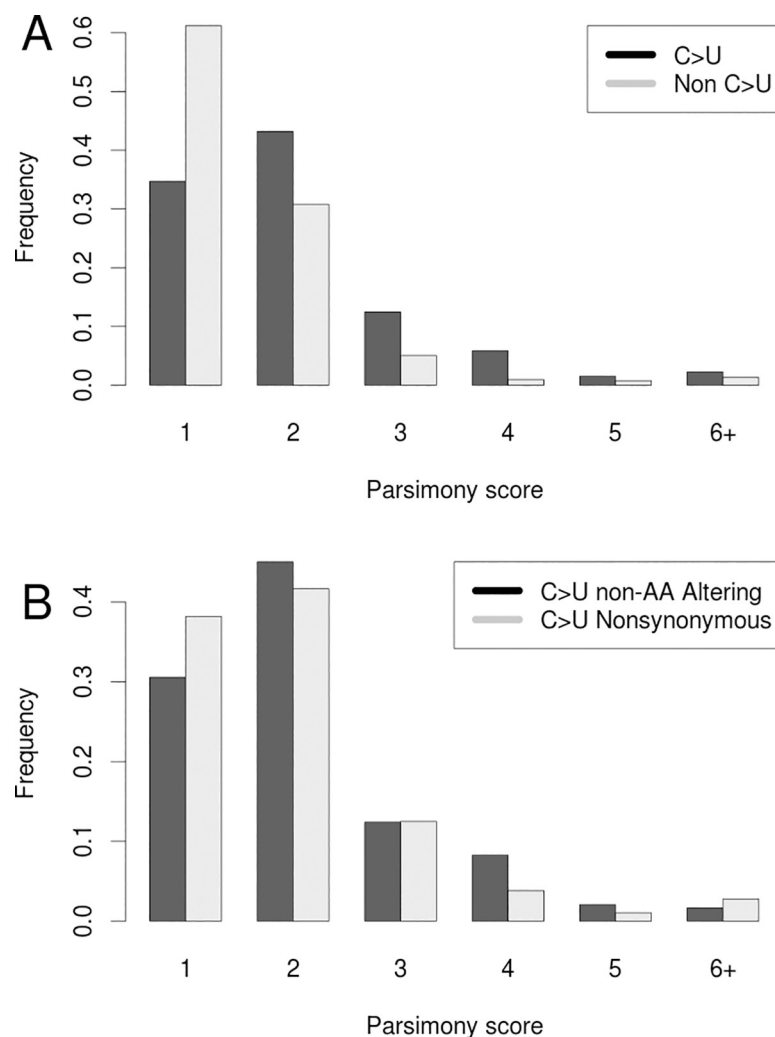 A
C>U
Non C>U
Frequency
0.0 0.1 0.2 0.3 0.4 0.5 0.6
1 2 3 4 5 6+
Parsimony score
B
C>U non-AA Altering
C>U Nonsynonymous
Frequency
0.0 0.1 0.2 0.3 0.4
1 2 3 4 5 6+
Parsimony score